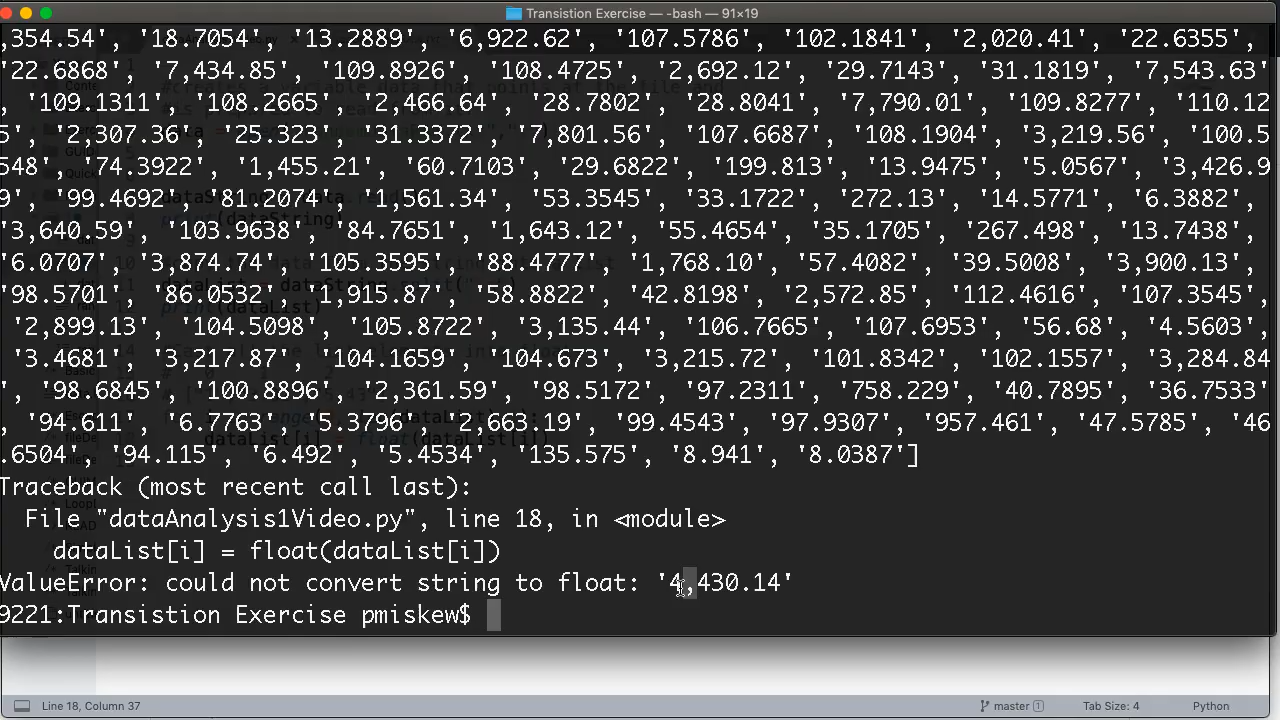 Transistion Exercise — -bash — 91×19
,354.54', '18.7054', '13.2889', '6,922.62', '107.5786', '102.1841', '2,020.41', '22.6355',
'22.6868', '7,434.85', '109.8926', '108.4725', '2,692.12', '29.7143', '31.1819', '7,543.63'
, '109.1311', '108.2665', '2,466.64', '28.7802', '28.8041', '7,790.01', '109.8277', '110.12
5', '2,307.36', '25.323', '31.3372', '7,801.56', '107.6687', '108.1904', '3,219.56', '100.5
548', '74.3922', '1,455.21', '60.7103', '29.6822', '199.813', '13.9475', '5.0567', '3,426.9
9', '99.4692', '81.2074', '1,561.34', '53.3545', '33.1722', '272.13', '14.5771', '6.3882',
'3,640.59', '103.9638', '84.7651', '1,643.12', '55.4654', '35.1705', '267.498', '13.7438',
'6.0707', '3,874.74', '105.3595', '88.4777', '1,768.10', '57.4082', '39.5008', '3,900.13',
'98.5791', '96.0552', '1,915.87', '58.8822', '42.8198', '2,572.85', '112.4616', '107.3545',
'2,899.13', '104.5098', '105.8722', '3,135.44', '106.7665', '107.6953', '56.68', '4.5603',
'3.4681', '3,217.87', '104.1659', '104.673', '3,215.72', '101.8342', '102.1557', '3,284.84'
, '98.6845', '100.8896', '2,361.59', '98.5172', '97.2311', '758.229', '40.7895', '36.7533'
, '94.611', '6.7763', '5.3796', '2,663.19', '99.4543', '97.9307', '957.461', '47.5785', '46
.6504', '94.115', '6.492', '5.4534', '135.575', '8.941', '8.0387']
Traceback (most recent call last):
File "dataAnalysis1Video.py", line 18, in <module>
dataList[i] = float(dataList[i])
ValueError: could not convert string to float: '4,430.14'
9221:Transistion Exercise pmiskew$
Line 18, Column 37 master 1 Tab Size: 4 Python